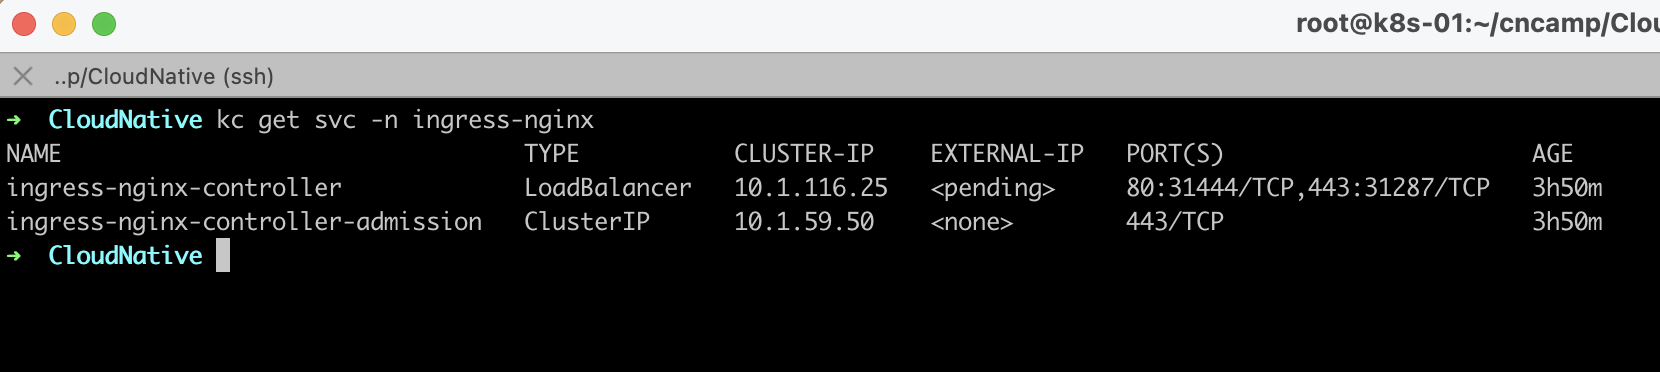 root@k8s-01:~/cncamp/Clou
..p/CloudNative (ssh)
➜ CloudNative kc get svc -n ingress-nginx
NAME TYPE CLUSTER-IP EXTERNAL-IP PORT(S) AGE
ingress-nginx-controller LoadBalancer 10.1.116.25 <pending> 80:31444/TCP,443:31287/TCP 3h50m
ingress-nginx-controller-admission ClusterIP 10.1.59.50 <none> 443/TCP 3h50m
➜ CloudNative